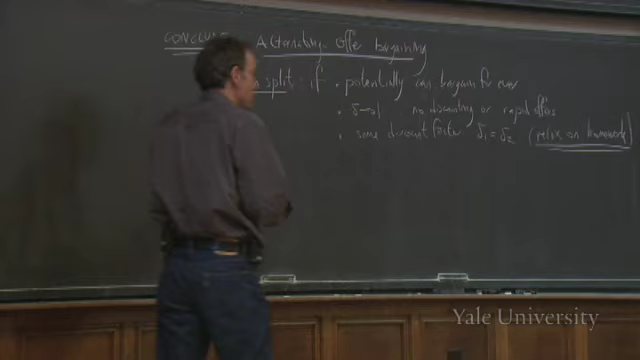 CONCLUDE Alternating Offer bargaining
split : if • potentially can bargain for ever
• δ→1 no discounting or rapid offers
• same discount factor δ₁ = δ₂ (relax on homework)
Yale University